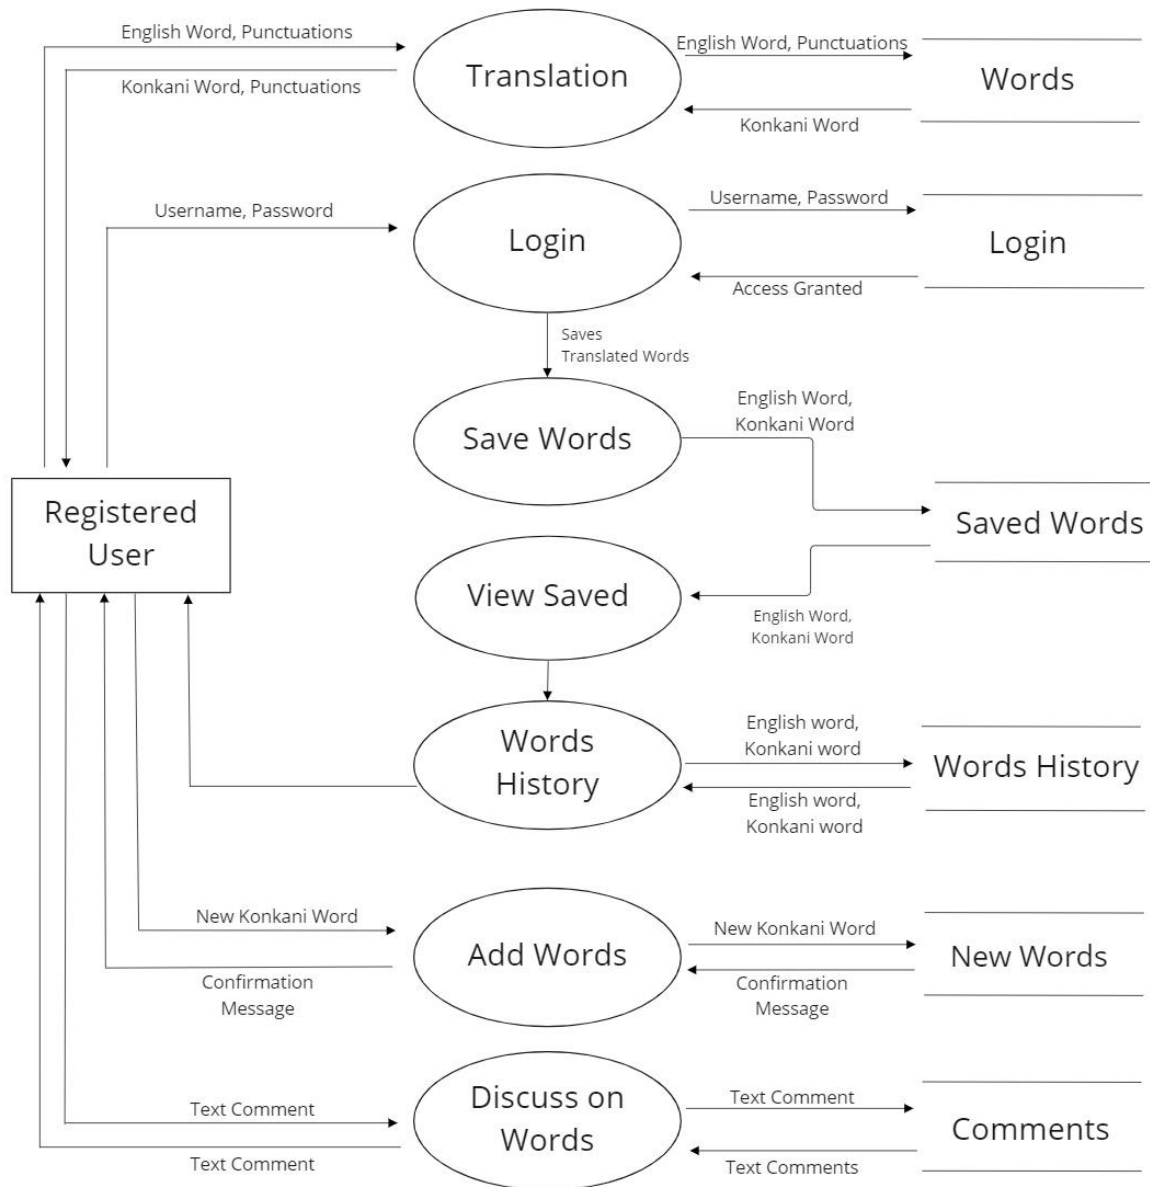 English Word, Punctuations
Konkani Word, Punctuations
Translation
English Word, Punctuations
Konkani Word
Words
Username, Password
Login
Username, Password
Access Granted
Login
Saves
Translated Words
Save Words
English Word,
Konkani Word
Registered
User
Saved Words
View Saved
English Word,
Konkani Word
Words
History
English word,
Konkani word
English word,
Konkani word
Words History
New Konkani Word
Confirmation
Message
Add Words
New Konkani Word
Confirmation
Message
New Words
Text Comment
Text Comment
Discuss on
Words
Text Comment
Text Comments
Comments